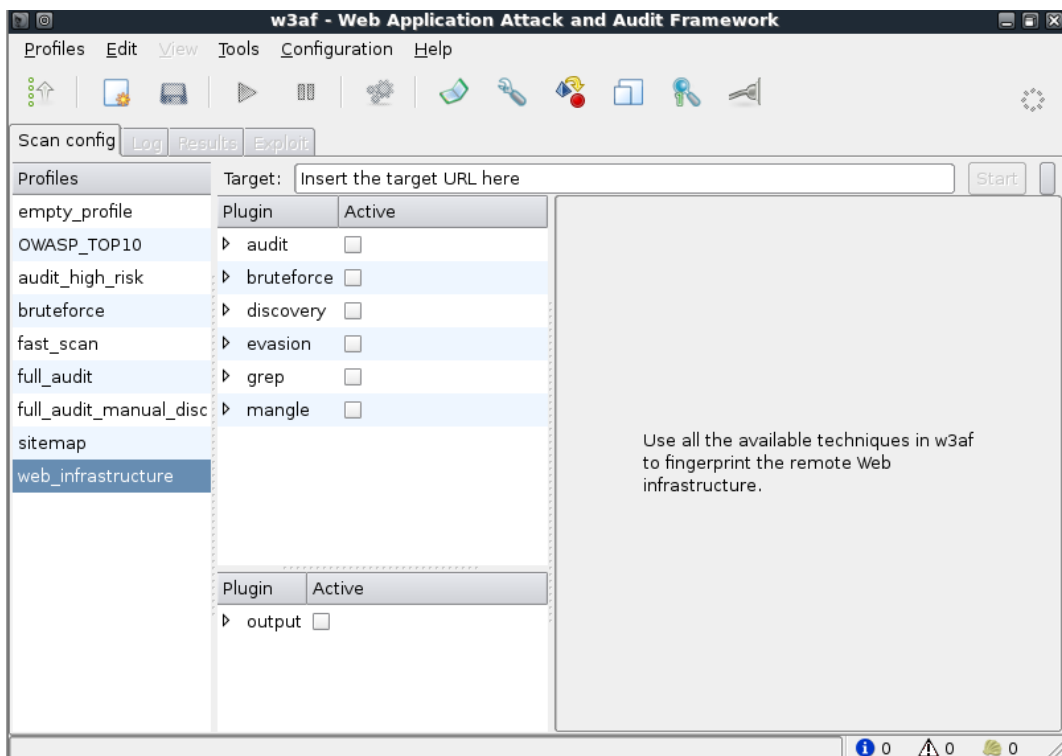 w3af - Web Application Attack and Audit Framework
Profiles Edit View Tools Configuration Help
Scan config Log Results Exploit
Profiles
empty_profile
OWASP_TOP10
audit_high_risk
bruteforce
fast_scan
full_audit
full_audit_manual_disc
sitemap
web_infrastructure
Target: Insert the target URL here Start
Plugin Active
audit
bruteforce
discovery
evasion
grep
mangle
Plugin Active
output
Use all the available techniques in w3af
to fingerprint the remote Web
infrastructure.
0 0 0